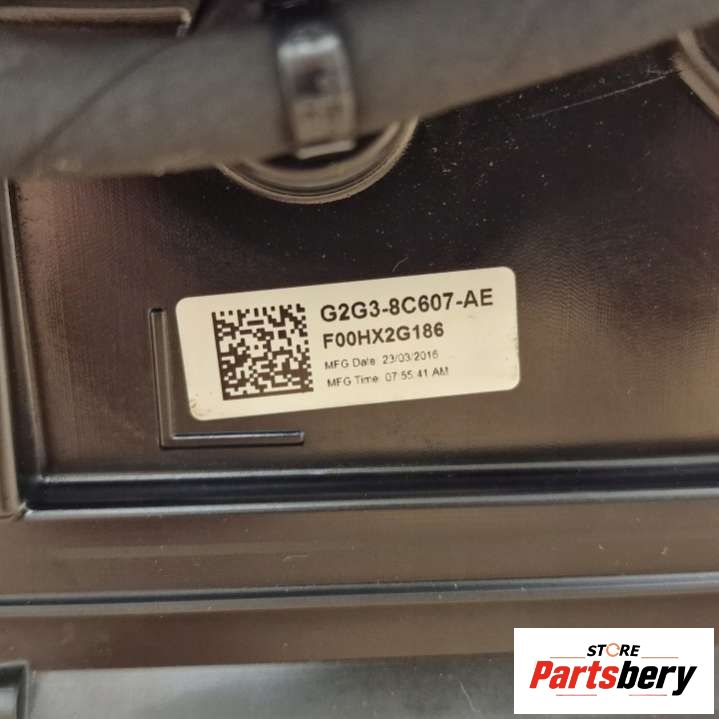 G2G3-8C607-AE
F00HX2G186
MFG Date: 23/03/2016
MFG Time: 07:55:41 AM
STORE
Partsbery